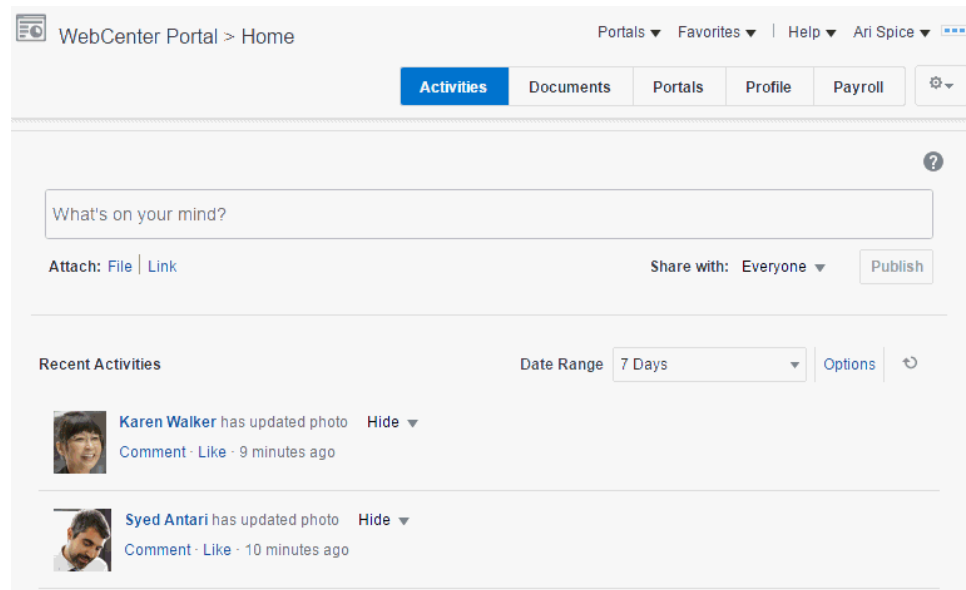 WebCenter Portal > Home
Portals Favorites Help Ari Spice
Activities Documents Portals Profile Payroll
?
What's on your mind?
Attach: File Link
Share with: Everyone Publish
Recent Activities
Date Range 7 Days Options
Karen Walker has updated photo Hide
Comment · Like · 9 minutes ago
Syed Antari has updated photo Hide
Comment · Like · 10 minutes ago